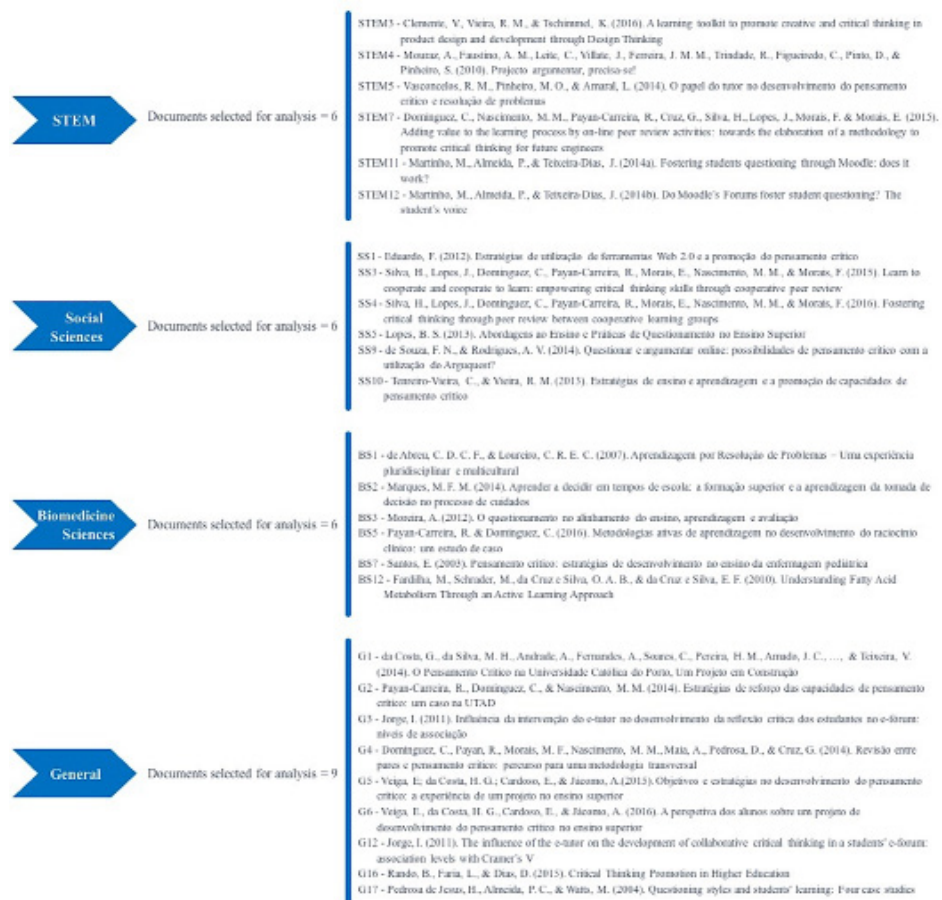 STEM
Documents selected for analysis = 6
STEM3 - Clemente, V., Vieira, R. M., & Tschimmel, K. (2016). A learning toolkit to promote creative and critical thinking in
product design and development through Design Thinking
STEM4 - Mouraz, A., Faustino, A. M., Leite, C., Villate, J., Ferreira, J. M. M., Trindade, R., Figueiredo, C., Pinto, D., &
Pinheiro, S. (2010). Projecto argumentar, precisa-se!
STEM5 - Vasconcelos, R. M., Pinheiro, M. O., & Amaral, L. (2014). O papel do tutor no desenvolvimento do pensamento
crítico e resolução de problemas
STEM7 - Dominguez, C., Nascimento, M. M., Payan-Carreira, R., Cruz, G., Silva, H., Lopes, J., Morais, F. & Morais, E. (2015).
Adding value to the learning process by on-line peer review activities: towards the elaboration of a methodology to
promote critical thinking for future engineers
STEM11 - Martinho, M., Almeida, P., & Teixeira-Dias, J. (2014a). Fostering students questioning through Moodle: does it
work?
STEM12 - Martinho, M., Almeida, P., & Teixeira-Dias, J. (2014b). Do Moodle's Forums foster student questioning? The
student's voice
Social
Sciences
Documents selected for analysis = 6
SS1 - Eduardo, F. (2012). Estratégias de utilização de ferramentas Web 2.0 e a promoção do pensamento crítico
SS3 - Silva, H., Lopes, J., Dominguez, C., Payan-Carreira, R., Morais, E., Nascimento, M. M., & Morais, F. (2015). Learn to
cooperate and cooperate to learn: empowering critical thinking skills through cooperative peer review
SS4 - Silva, H., Lopes, J., Dominguez, C., Payan-Carreira, R., Morais, E., Nascimento, M. M., & Morais, F. (2016). Fostering
critical thinking through peer review between cooperative learning groups
SS5 - Lopes, B. S. (2013). Abordagens ao Ensino e Práticas de Questionamento no Ensino Superior
SS9 - de Souza, F. N., & Rodrigues, A. V. (2014). Questionar e argumentar online: possibilidades de pensamento crítico com a
utilização do Arguquest?
SS10 - Tenreiro-Vieira, C., & Vieira, R. M. (2013). Estratégias de ensino e aprendizagem e a promoção de capacidades de
pensamento crítico
Biomedicine
Sciences
Documents selected for analysis = 6
BS1 - de Abreu, C. D. C. F., & Loureiro, C. R. E. C. (2007). Aprendizagem por Resolução de Problemas – Uma experiência
pluridisciplinar e multicultural
BS2 - Marques, M. F. M. (2014). Aprender a decidir em tempos de escola: a formação superior e a aprendizagem da tomada de
decisão no processo de cuidados
BS3 - Moreira, A. (2012). O questionamento no alinhamento do ensino, aprendizagem e avaliação
BS5 - Payan-Carreira, R. & Dominguez, C. (2016). Metodologias ativas de aprendizagem no desenvolvimento do raciocínio
clínico: um estudo de caso
BS7 - Santos, E. (2003). Pensamento crítico: estratégias de desenvolvimento no ensino da enfermagem pediátrica
BS12 - Fardilha, M., Schrader, M., da Cruz e Silva, O. A. B., & da Cruz e Silva, E. F. (2010). Understanding Fatty Acid
Metabolism Through an Active Learning Approach
General
Documents selected for analysis = 9
G1 - da Costa, G., da Silva, M. H., Andrade, A., Fernandes, A., Soares, C., Pereira, H. M., Amado, J. C., …, & Teixeira, V.
(2014). O Pensamento Crítico na Universidade Católica do Porto, Um Projeto em Construção
G2 - Payan-Carreira, R., Dominguez, C., & Nascimento, M. M. (2014). Estratégias de reforço das capacidades de pensamento
crítico: um caso na UTAD
G3 - Jorge, I. (2011). Influência da intervenção do e-tutor no desenvolvimento da reflexão crítica dos estudantes no e-fórum:
níveis de associação
G4 - Dominguez, C., Payan, R., Morais, M. F., Nascimento, M. M., Maia, A., Pedrosa, D., & Cruz, G. (2014). Revisão entre
pares e pensamento crítico: percurso para uma metodologia transversal
G5 - Veiga, E; da Costa, H. G.; Cardoso, E., & Jácomo, A.(2015). Objetivos e estratégias no desenvolvimento do pensamento
crítico: a experiência de um projeto no ensino superior
G6 - Veiga, E., da Costa, H. G., Cardoso, E., & Jácomo, A. (2016). A perspetiva dos alunos sobre um projeto de
desenvolvimento do pensamento crítico no ensino superior
G12 - Jorge, I. (2011). The influence of the e-tutor on the development of collaborative critical thinking in a students' e-forum:
association levels with Cramer's V
G16 - Rando, B., Faria, L., & Dias, D. (2015). Critical Thinking Promotion in Higher Education
G17 - Pedrosa de Jesus, H., Almeida, P. C., & Watts, M. (2004). Questioning styles and students' learning: Four case studies